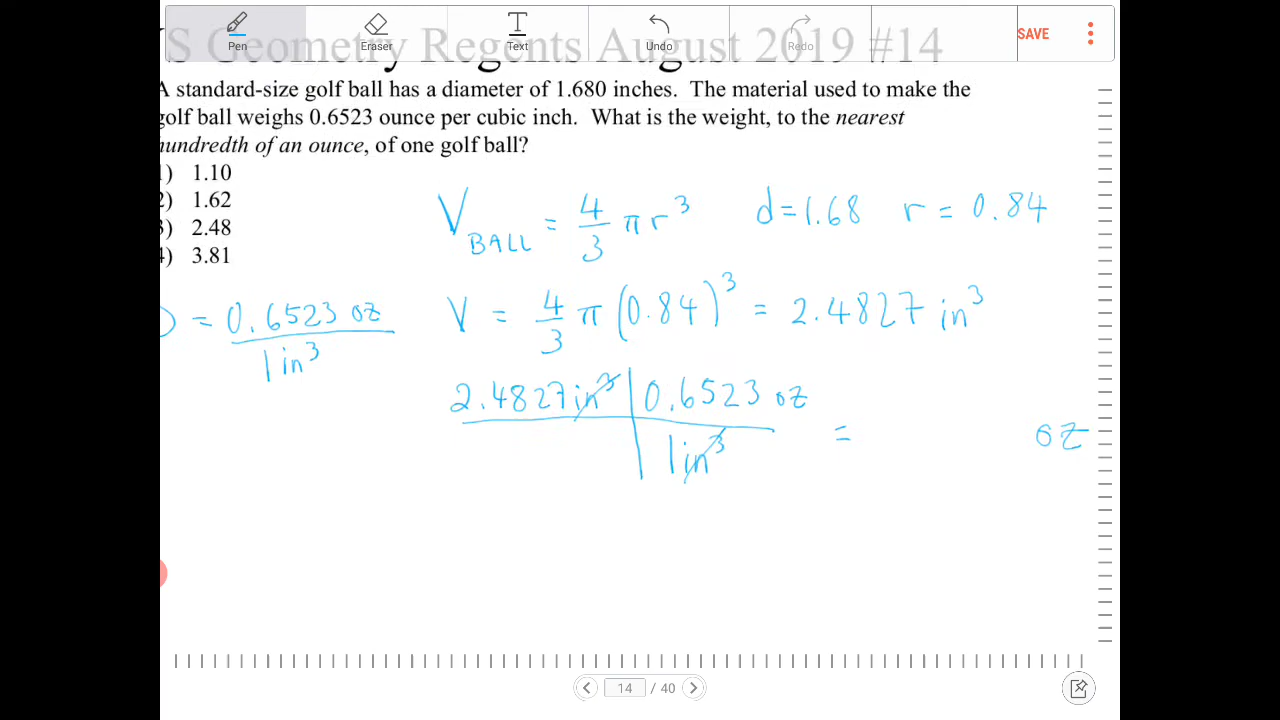 Pen Eraser Text Undo Redo SAVE
S Geometry Regents August 2019 #14
A standard-size golf ball has a diameter of 1.680 inches. The material used to make the
golf ball weighs 0.6523 ounce per cubic inch. What is the weight, to the nearest
hundredth of an ounce, of one golf ball?
1) 1.10
2) 1.62
3) 2.48
4) 3.81
V BALL = 4/3 π r³ d = 1.68 r = 0.84
D = 0.6523 oz / 1 in³
V = 4/3 π (0.84)³ = 2.4827 in³
2.4827 in³ | 0.6523 oz
1 in³ = oz
14 / 40